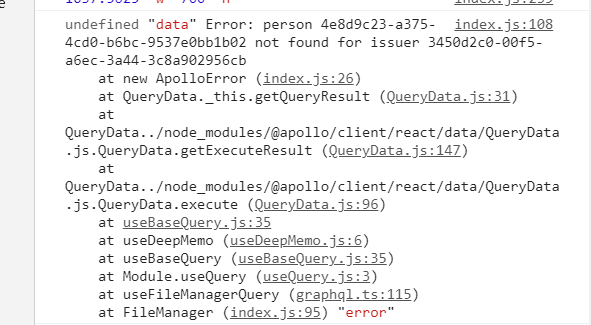 undefined "data" Error: person 4e8d9c23-a375- index.js:108
4cd0-b6bc-9537e0bb1b02 not found for issuer 3450d2c0-00f5-
a6ec-3a44-3c8a902956cb
at new ApolloError (index.js:26)
at QueryData._this.getQueryResult (QueryData.js:31)
at
QueryData../node_modules/@apollo/client/react/data/QueryData
.js.QueryData.getExecuteResult (QueryData.js:147)
at
QueryData../node_modules/@apollo/client/react/data/QueryData
.js.QueryData.execute (QueryData.js:96)
at useBaseQuery.js:35
at useDeepMemo (useDeepMemo.js:6)
at useBaseQuery (useBaseQuery.js:35)
at Module.useQuery (useQuery.js:3)
at useFileManagerQuery (graphql.ts:115)
at FileManager (index.js:95) "error"